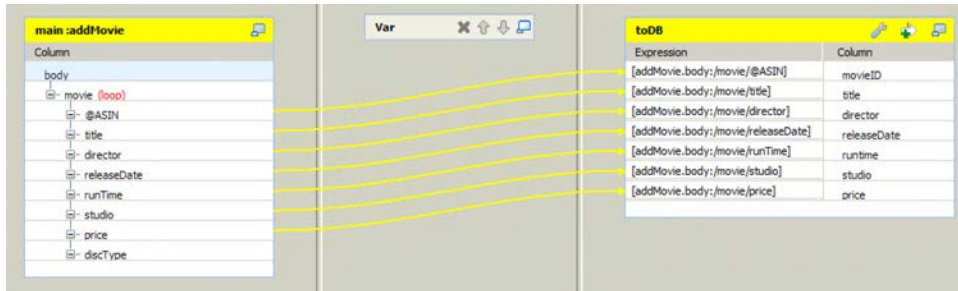 main :addMovie
Column
body
movie (loop)
@ASIN
title
director
releaseDate
runTime
studio
price
discType
Var
toDB
Expression Column
[addMovie.body:/movie/@ASIN] movieID
[addMovie.body:/movie/title] title
[addMovie.body:/movie/director] director
[addMovie.body:/movie/releaseDate] releaseDate
[addMovie.body:/movie/runTime] runtime
[addMovie.body:/movie/studio] studio
[addMovie.body:/movie/price] price